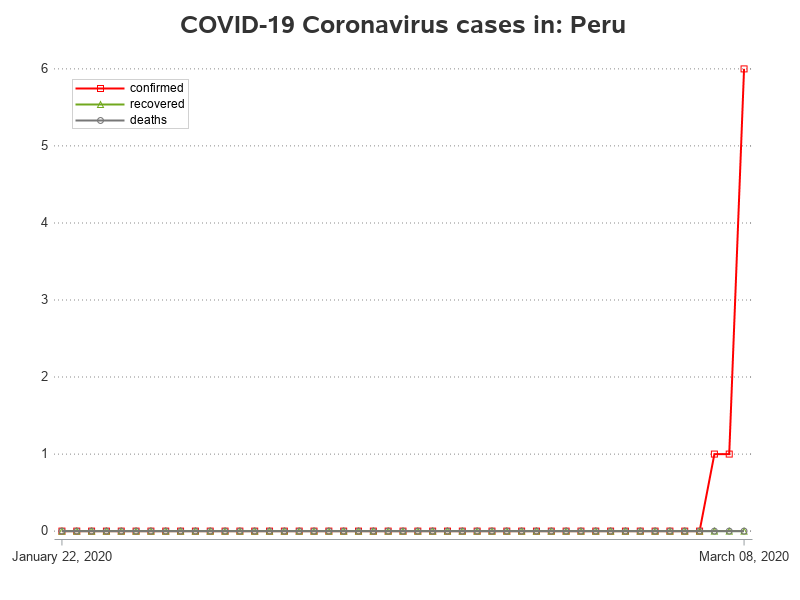 COVID-19 Coronavirus cases in: Peru
6
confirmed
recovered
deaths
5
4
3
2
1
0
January 22, 2020
March 08, 2020